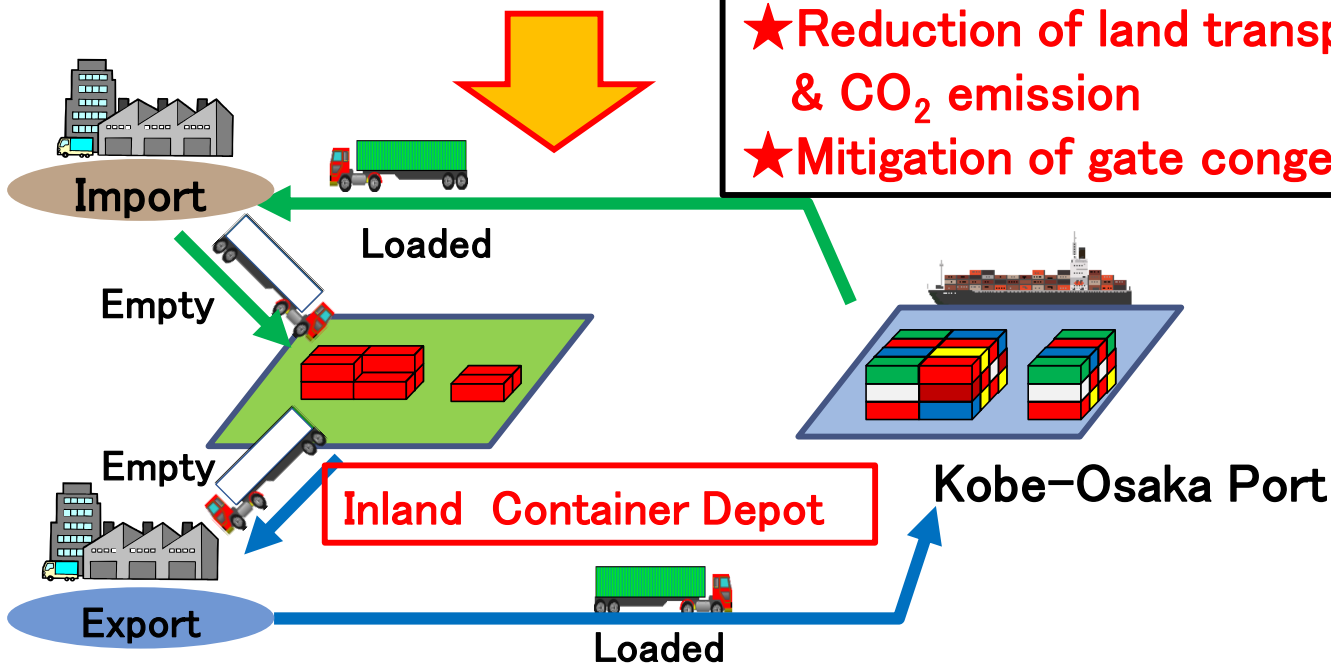 ★Reduction of land transp
& CO₂ emission
★Mitigation of gate conge
Import
Loaded
Empty
Empty
Inland Container Depot
Kobe-Osaka Port
Export
Loaded